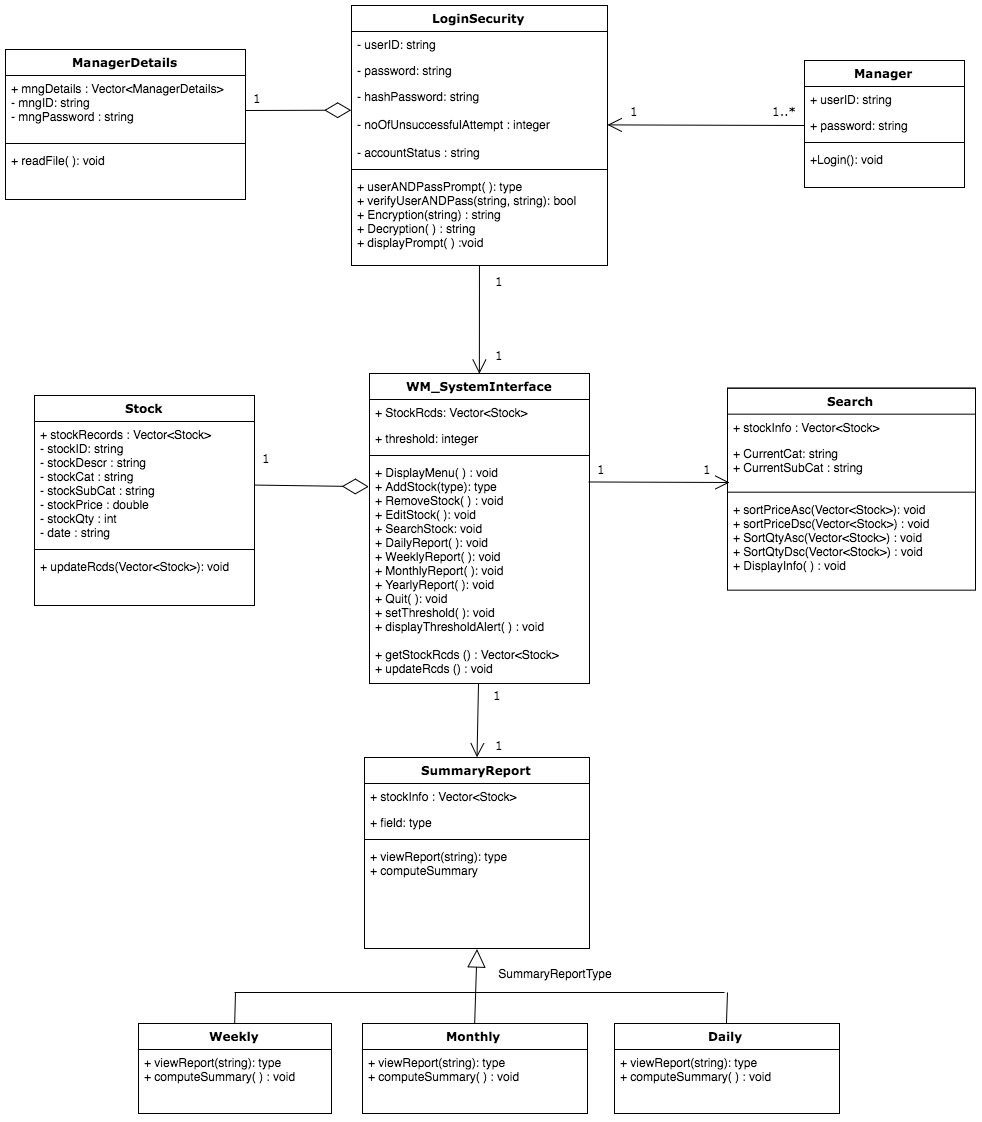 LoginSecurity
- userID: string
- password: string
- hashPassword: string
- noOfUnsuccessfulAttempt : integer
- accountStatus : string
+ userANDPassPrompt( ): type
+ verifyUserANDPass(string, string): bool
+ Encryption(string) : string
+ Decryption( ) : string
+ displayPrompt( ) :void
ManagerDetails
+ mngDetails : Vector<ManagerDetails>
- mngID: string
- mngPassword : string
+ readFile( ): void
1
Manager
+ userID: string
+ password: string
+Login(): void
1
1..*
1
1
WM_SystemInterface
+ StockRcds: Vector<Stock>
+ threshold: integer
+ DisplayMenu( ) : void
+ AddStock(type): type
+ RemoveStock( ) : void
+ EditStock( ): void
+ SearchStock: void
+ DailyReport( ): void
+ WeeklyReport( ): void
+ MonthlyReport( ): void
+ YearlyReport( ): void
+ Quit( ): void
+ setThreshold( ): void
+ displayThresholdAlert( ) : void
+ getStockRcds () : Vector<Stock>
+ updateRcds () : void
Stock
+ stockRecords : Vector<Stock>
- stockID: string
- stockDescr : string
- stockCat : string
- stockSubCat : string
- stockPrice : double
- stockQty : int
- date : string
+ updateRcds(Vector<Stock>): void
1
1
1
Search
+ stockInfo : Vector<Stock>
+ CurrentCat: string
+ CurrentSubCat : string
+ sortPriceAsc(Vector<Stock>): void
+ sortPriceDsc(Vector<Stock>) : void
+ SortQtyAsc(Vector<Stock>) : void
+ SortQtyDsc(Vector<Stock>) : void
+ DisplayInfo( ) : void
1
1
SummaryReport
+ stockInfo : Vector<Stock>
+ field: type
+ viewReport(string): type
+ computeSummary
SummaryReportType
Weekly
+ viewReport(string): type
+ computeSummary( ) : void
Monthly
+ viewReport(string): type
+ computeSummary( ) : void
Daily
+ viewReport(string): type
+ computeSummary( ) : void